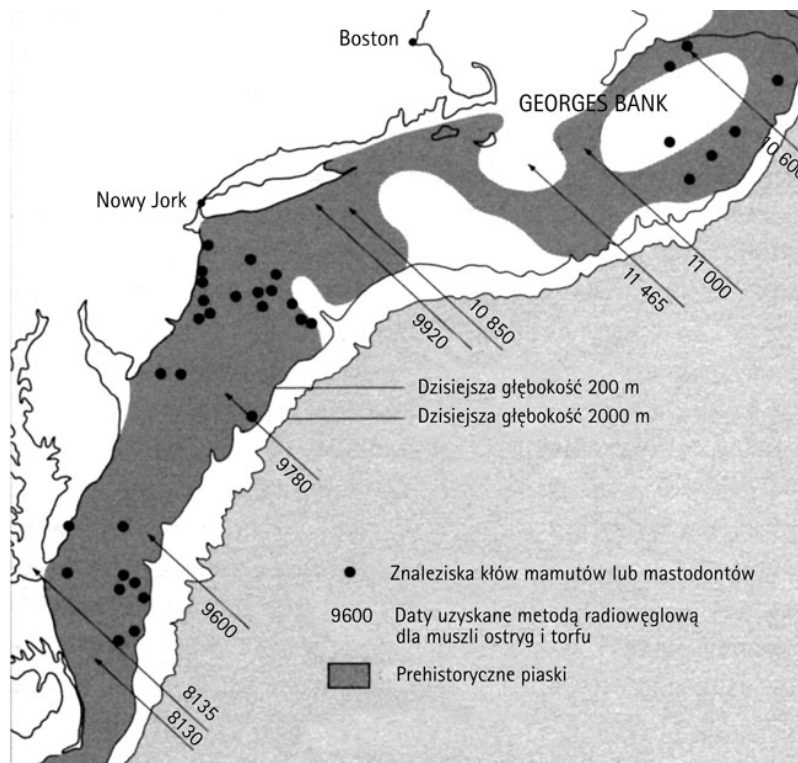 Boston
GEORGES BANK
Nowy Jork
10 600
11 000
11 465
10 850
9920
Dzisiejsza głębokość 200 m
Dzisiejsza głębokość 2000 m
9780
Znaleziska kłów mamutów lub mastodontów
9600
9600 Daty uzyskane metodą radiowęglową
dla muszli ostryg i torfu
Prehistoryczne piaski
8135
8130